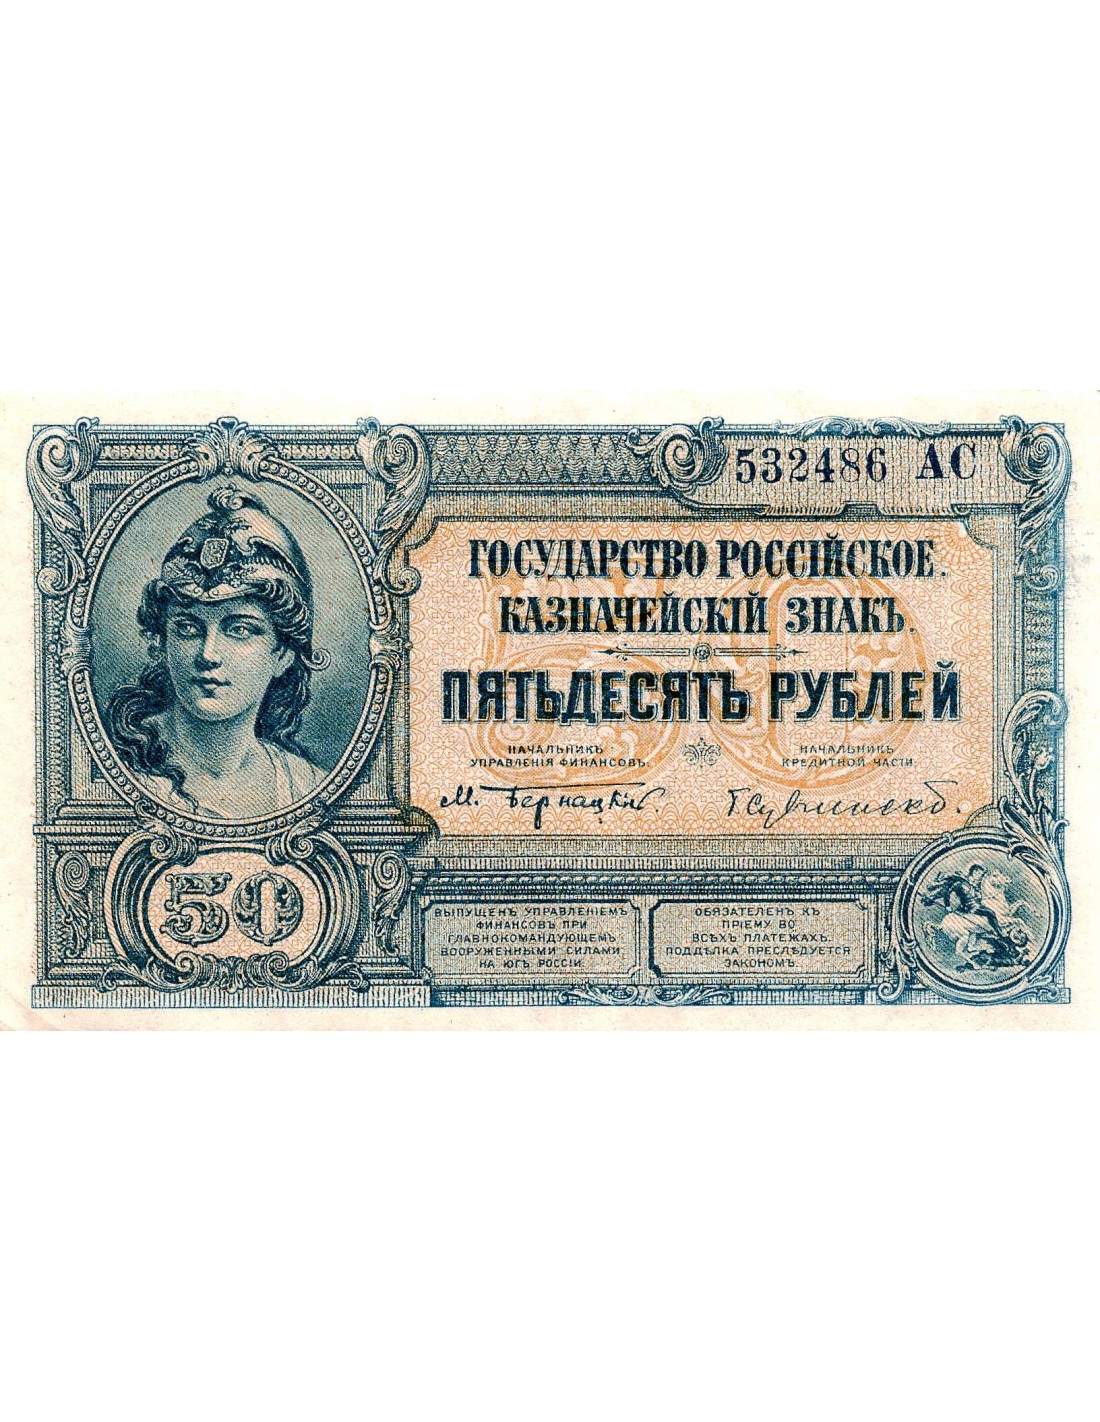 532486 АС
ГОСУДАРСТВО РОССІЙСКОЕ.
КАЗНАЧЕЙСКІЙ ЗНАКЪ.
ПЯТЬДЕСЯТЪ РУБЛЕЙ
НАЧАЛЬНИКЪ
УПРАВЛЕНІЯ ФИНАНСОВЪ.
НАЧАЛЬНИКЪ
КРЕДИТНОЙ ЧАСТИ
М. Бернацкій.
50
ВЫПУЩЕНЪ УПРАВЛЕНІЕМЪ
ФИНАНСОВЪ ПРИ
ГЛАВНОКОМАНДУЮЩЕМЪ
ВООРУЖЕННЫМИ СИЛАМИ
НА ЮГѢ РОССІИ.
ОБЯЗАТЕЛЕНЪ КЪ
ПРІЕМУ ВО
ВСѢХЪ ПЛАТЕЖАХЪ.
ПОДДѢЛКА ПРЕСЛѢДУЕТСЯ
ЗАКОНОМЪ.